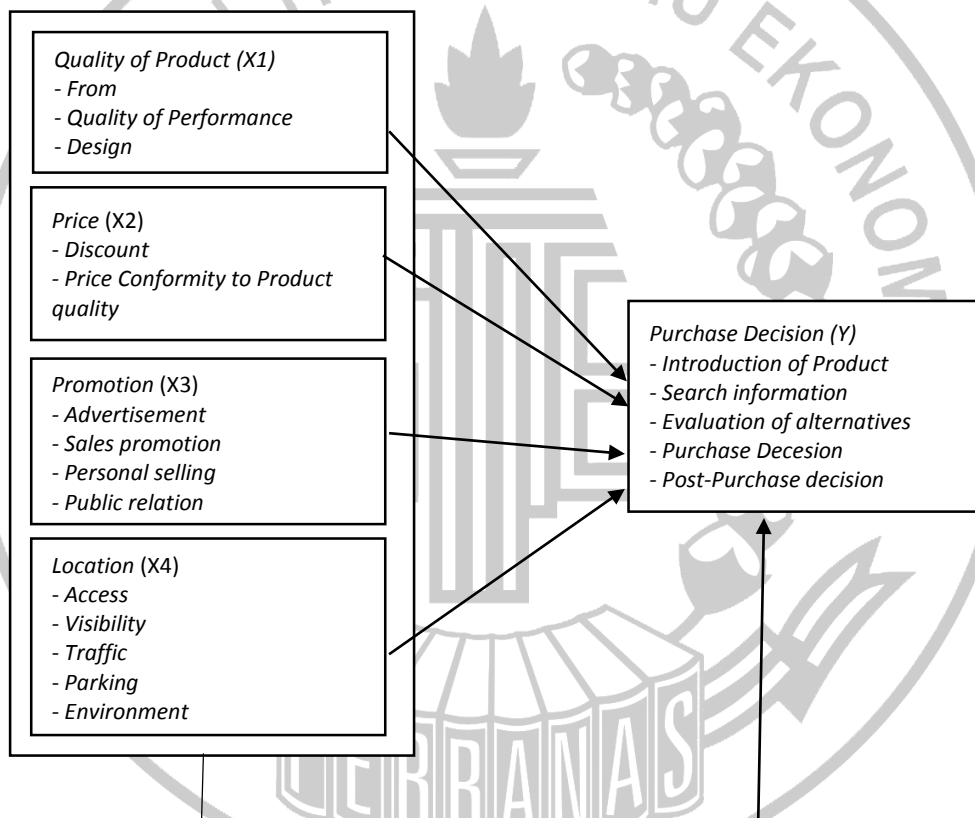 Quality of Product (X1)
- From
- Quality of Performance
- Design
Price (X2)
- Discount
- Price Conformity to Product
quality
Promotion (X3)
- Advertisement
- Sales promotion
- Personal selling
- Public relation
Location (X4)
- Access
- Visibility
- Traffic
- Parking
- Environment
Purchase Decision (Y)
- Introduction of Product
- Search information
- Evaluation of alternatives
- Purchase Decesion
- Post-Purchase decision
EKONOM